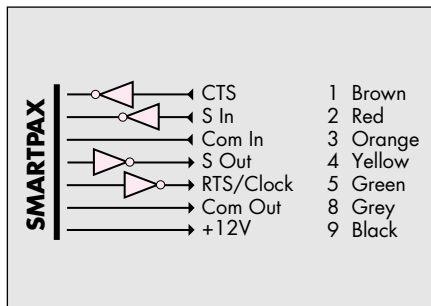 SMARTPAX
CTS 1 Brown
S In 2 Red
Com In 3 Orange
S Out 4 Yellow
RTS/Clock 5 Green
Com Out 8 Grey
+12V 9 Black